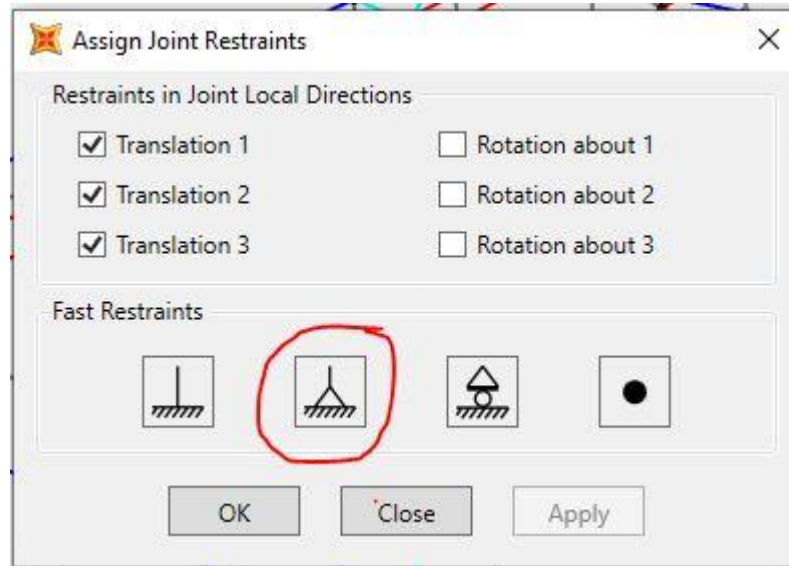 Assign Joint Restraints
Restraints in Joint Local Directions
Translation 1 Rotation about 1
Translation 2 Rotation about 2
Translation 3 Rotation about 3
Fast Restraints
OK Close Apply